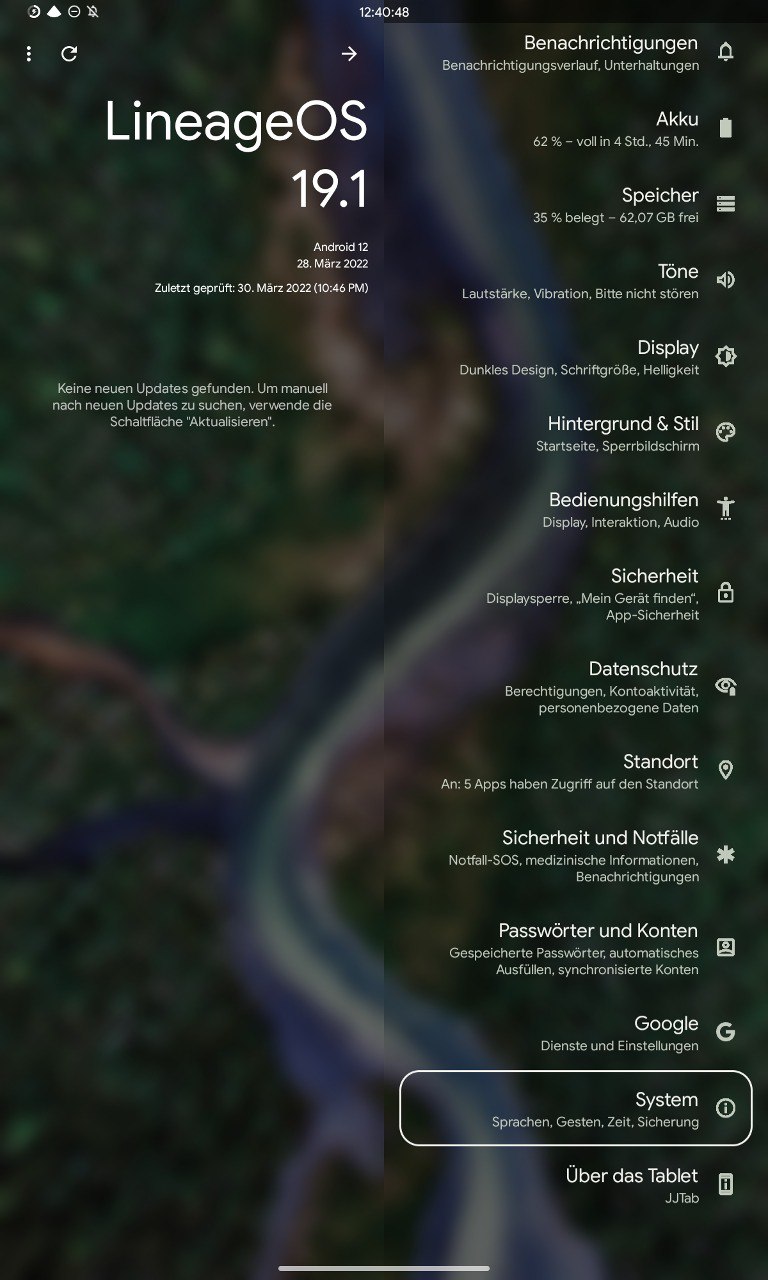 12:40:48
LineageOS
19.1
Android 12
28. März 2022
Zuletzt geprüft: 30. März 2022 (10:46 PM)
Keine neuen Updates gefunden. Um manuell
nach neuen Updates zu suchen, verwende die
Schaltfläche "Aktualisieren".
Benachrichtigungen
Benachrichtigungsverlauf, Unterhaltungen
Akku
62 % – voll in 4 Std., 45 Min.
Speicher
35 % belegt – 62,07 GB frei
Töne
Lautstärke, Vibration, Bitte nicht stören
Display
Dunkles Design, Schriftgröße, Helligkeit
Hintergrund & Stil
Startseite, Sperrbildschirm
Bedienungshilfen
Display, Interaktion, Audio
Sicherheit
Displaysperre, „Mein Gerät finden“,
App-Sicherheit
Datenschutz
Berechtigungen, Kontoaktivität,
personenbezogene Daten
Standort
An: 5 Apps haben Zugriff auf den Standort
Sicherheit und Notfälle
Notfall-SOS, medizinische Informationen,
Benachrichtigungen
Passwörter und Konten
Gespeicherte Passwörter, automatisches
Ausfüllen, synchronisierte Konten
Google
Dienste und Einstellungen
System
Sprachen, Gesten, Zeit, Sicherung
Über das Tablet
JJTab